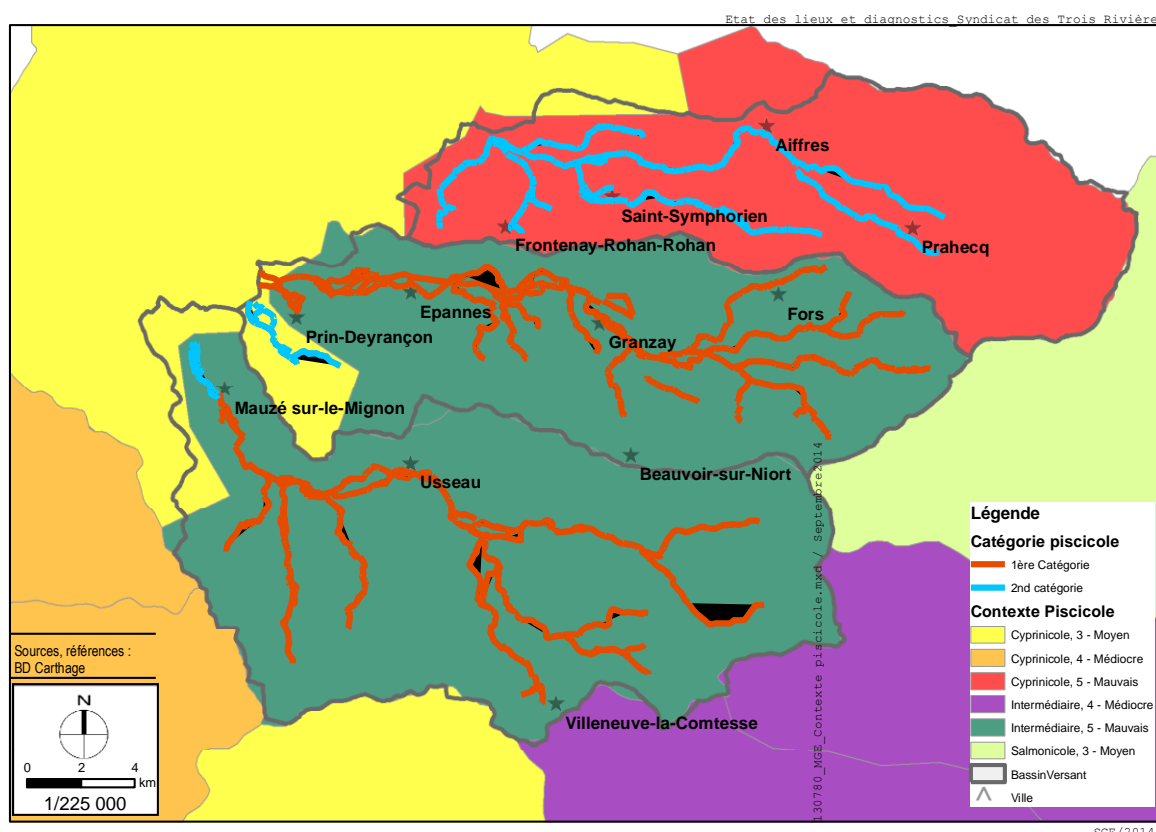 Etat des lieux et diagnostics_Syndicat des Trois Rivière
Aiffres
Saint-Symphorien
Frontenay-Rohan-Rohan
Prahecq
Epannes
Fors
Prin-Deyrançon
Granzay
Mauzé sur-le-Mignon
Beauvoir-sur-Niort
Usseau
Villeneuve-la-Comtesse
130780_MGE_Contexte piscicole.mxd / Septembre2014
Légende
Catégorie piscicole
1ère Catégorie
2nd catégorie
Contexte Piscicole
Cyprinicole, 3 - Moyen
Cyprinicole, 4 - Médiocre
Cyprinicole, 5 - Mauvais
Intermédiaire, 4 - Médiocre
Intermédiaire, 5 - Mauvais
Salmonicole, 3 - Moyen
BassinVersant
Ville
Sources, références :
BD Carthage
N
0 2 4
km
1/225 000
SCE/2014